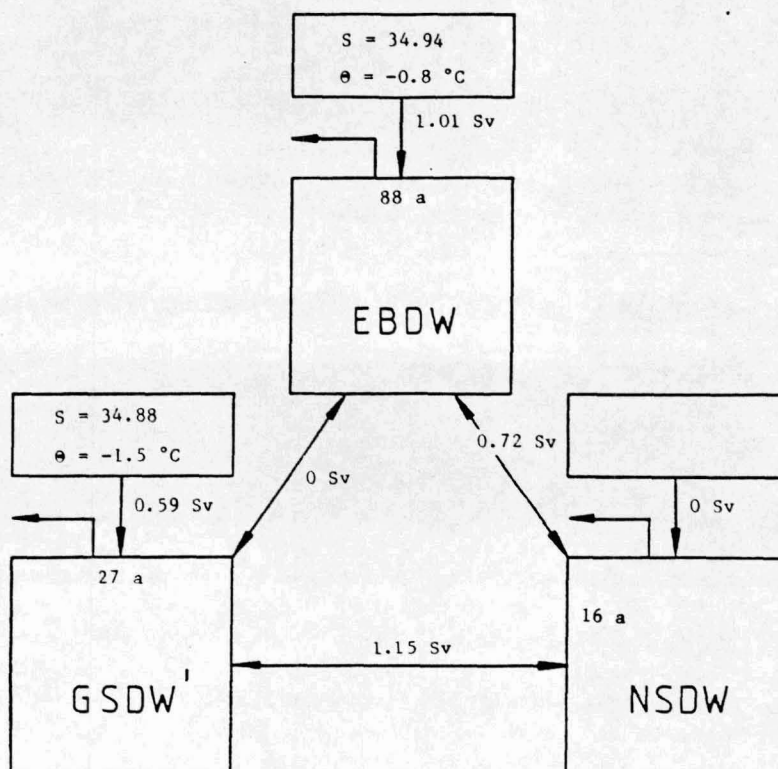 S = 34.94
Θ = -0.8 °C
1.01 Sv
88 a
EBDW
S = 34.88
Θ = -1.5 °C
0.72 Sv
0 Sv
0.59 Sv
0 Sv
27 a
16 a
1.15 Sv
GSDW'
NSDW